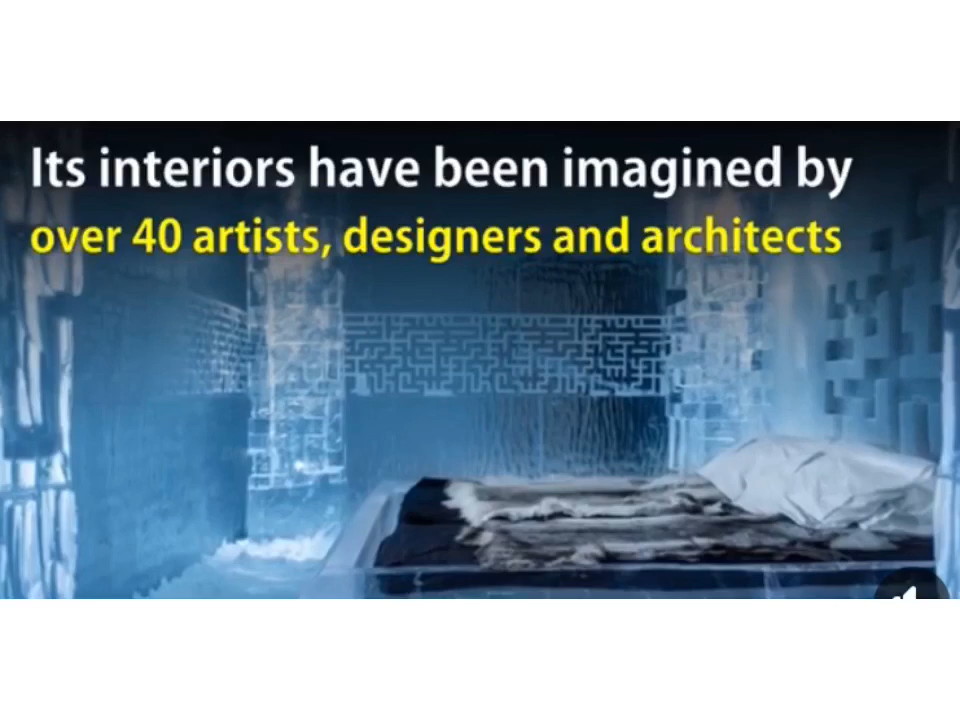 Its interiors have been imagined by
over 40 artists, designers and architects